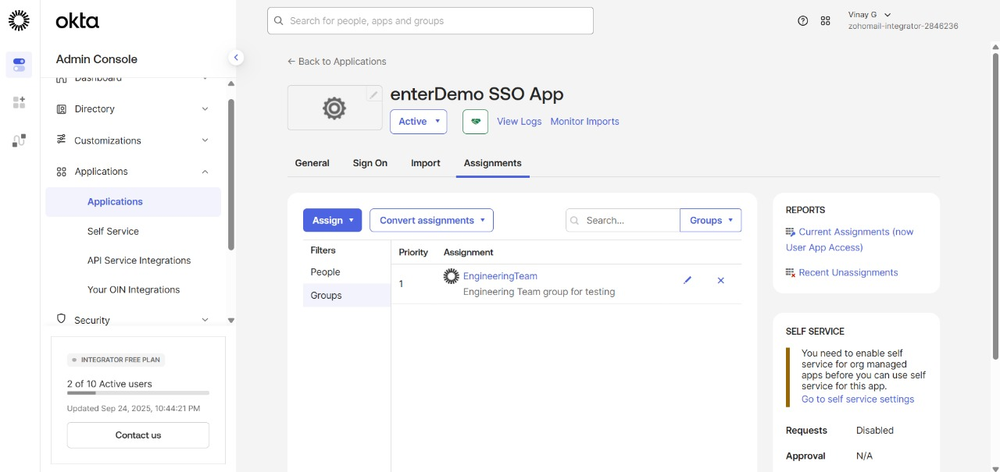 okta
Search for people, apps and groups
Vinay G
zohomail-integrator-2846236
Admin Console
Dashboard
Directory
Customizations
Applications
Applications
Self Service
API Service Integrations
Your OIN Integrations
Security
INTEGRATOR FREE PLAN
2 of 10 Active users
Updated Sep 24, 2025, 10:44:21 PM
Contact us
← Back to Applications
enterDemo SSO App
Active
View Logs
Monitor Imports
General
Sign On
Import
Assignments
Assign
Convert assignments
Search...
Groups
Filters
People
Groups
Priority
Assignment
1
EngineeringTeam
Engineering Team group for testing
REPORTS
Current Assignments (now
User App Access)
Recent Unassignments
SELF SERVICE
You need to enable self
service for org managed
apps before you can use self
service for this app.
Go to self service settings
Requests
Disabled
Approval
N/A